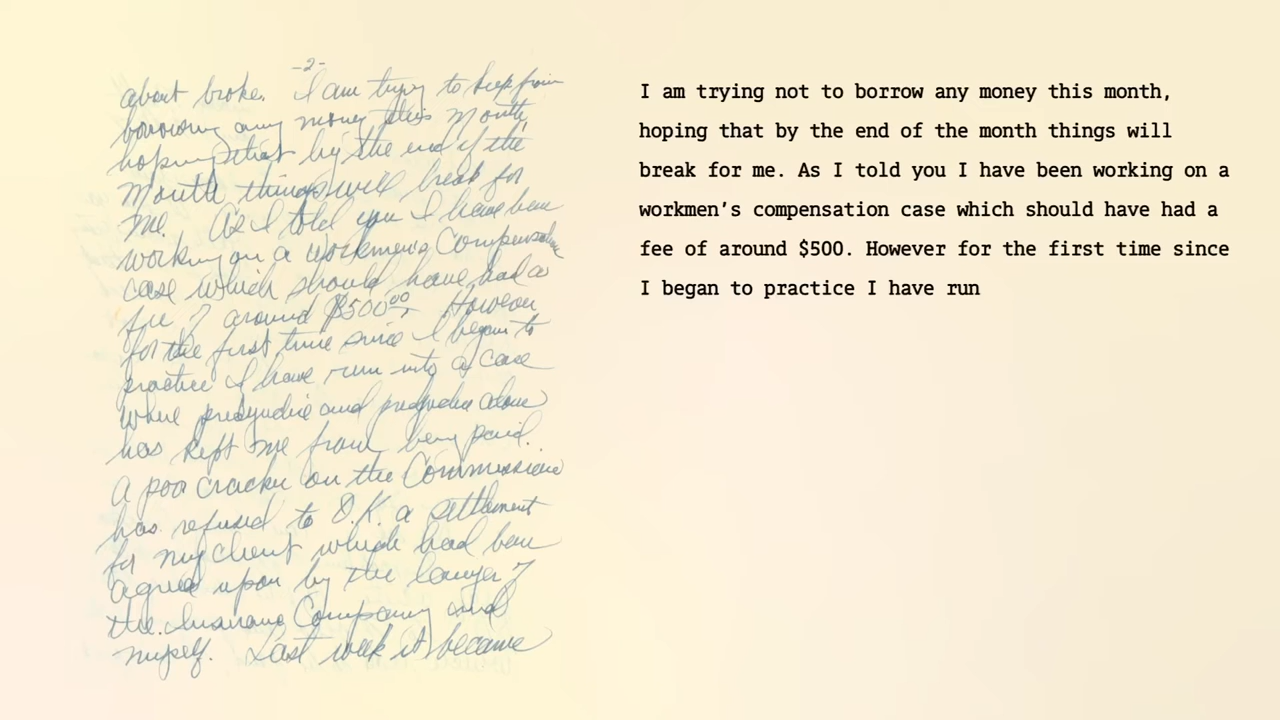 -2-
about broke. I am trying to keep from
borrowing any money this month,
hoping that by the end of the
month things will break for
me. As I told you I have been
working on a workmen's Compensation
case which should have had a
fee of around $500.00. However
for the first time since I began to
practice I have run into a case
where prejudice and prejudice alone
has kept me from being paid.
A poor cracker on the Commission
has refused to O.K. a settlement
for my client which had been
agreed upon by the lawyer of
the Insurance Company and
myself. Last week it became
I am trying not to borrow any money this month,
hoping that by the end of the month things will
break for me. As I told you I have been working on a
workmen's compensation case which should have had a
fee of around $500. However for the first time since
I began to practice I have run